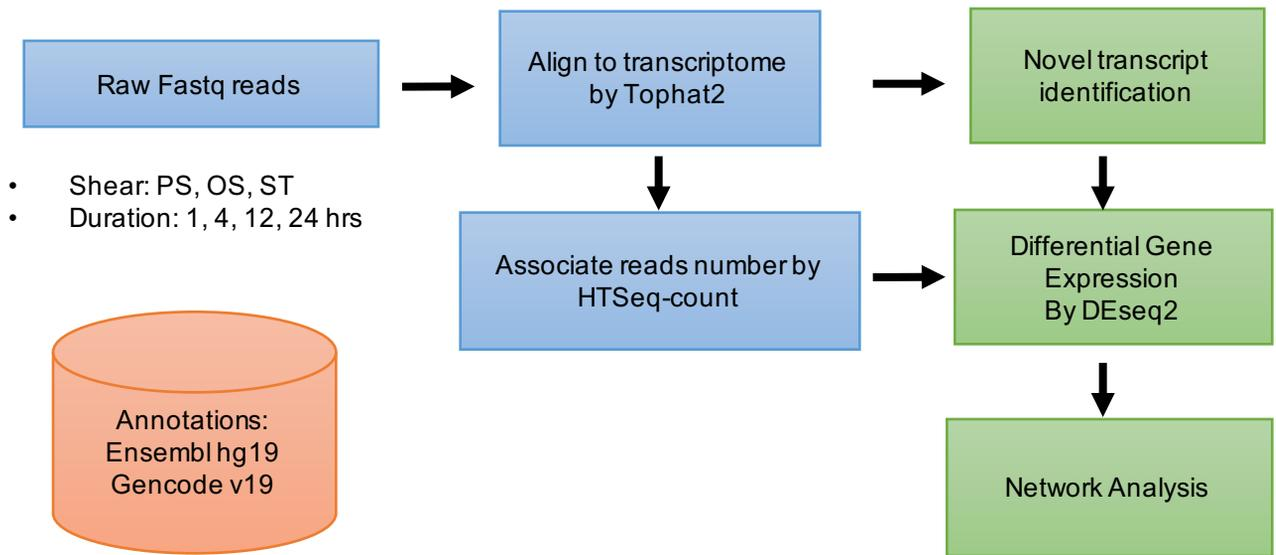 Raw Fastq reads
Align to transcriptome
by Tophat2
Novel transcript
identification
• Shear: PS, OS, ST
• Duration: 1, 4, 12, 24 hrs
Associate reads number by
HTSeq-count
Differential Gene
Expression
By DEseq2
Annotations:
Ensembl hg19
Gencode v19
Network Analysis